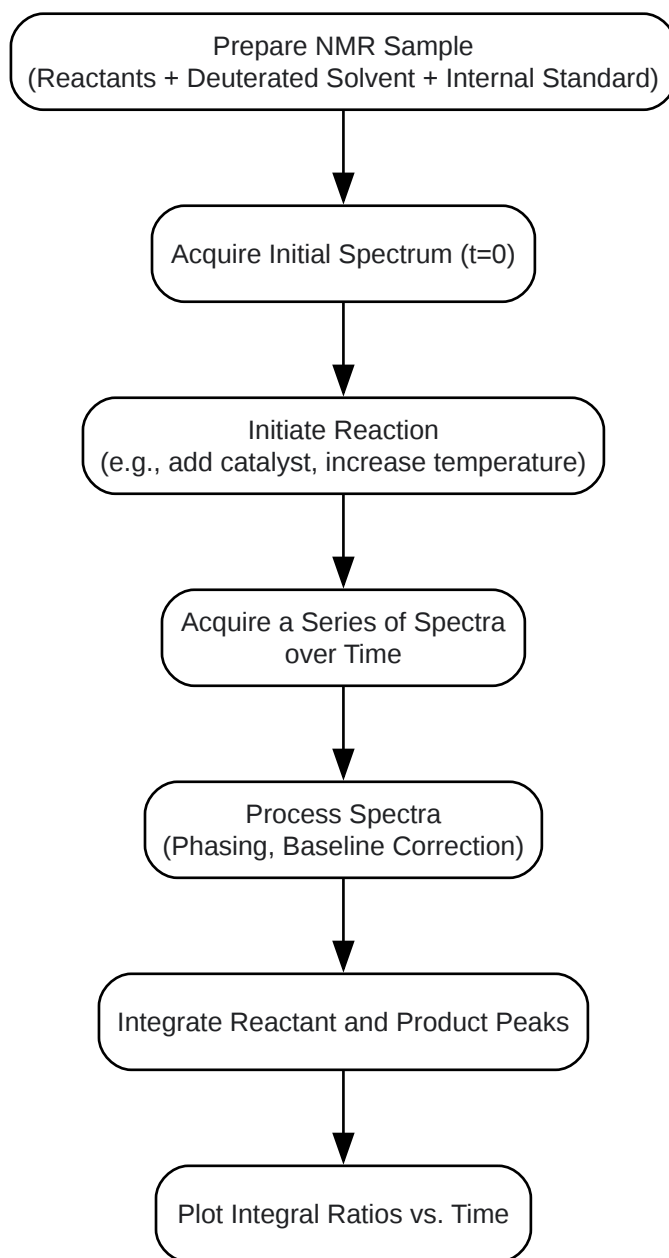 Prepare NMR Sample
(Reactants + Deuterated Solvent + Internal Standard)
Acquire Initial Spectrum (t=0)
Initiate Reaction
(e.g., add catalyst, increase temperature)
Acquire a Series of Spectra
over Time
Process Spectra
(Phasing, Baseline Correction)
Integrate Reactant and Product Peaks
Plot Integral Ratios vs. Time